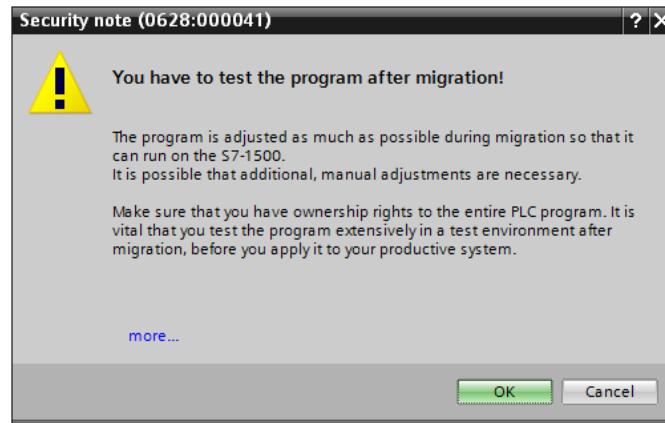 Security note (0628:000041)
? X
!
You have to test the program after migration!
The program is adjusted as much as possible during migration so that it
can run on the S7-1500.
It is possible that additional, manual adjustments are necessary.
Make sure that you have ownership rights to the entire PLC program. It is
vital that you test the program extensively in a test environment after
migration, before you apply it to your productive system.
more...
OK Cancel